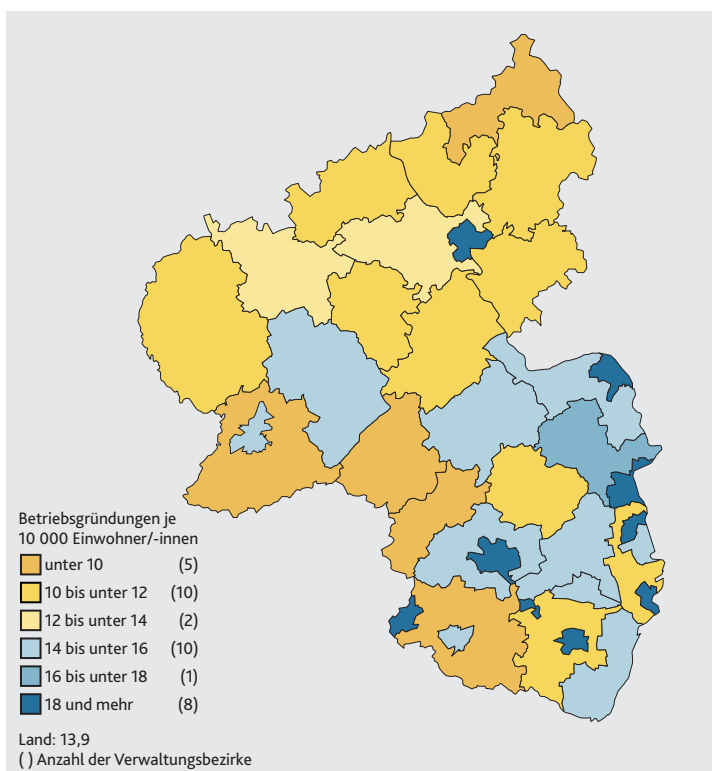 Betriebsgründungen je
10 000 Einwohner/-innen
unter 10 (5)
10 bis unter 12 (10)
12 bis unter 14 (2)
14 bis unter 16 (10)
16 bis unter 18 (1)
18 und mehr (8)
Land: 13,9
( ) Anzahl der Verwaltungsbezirke